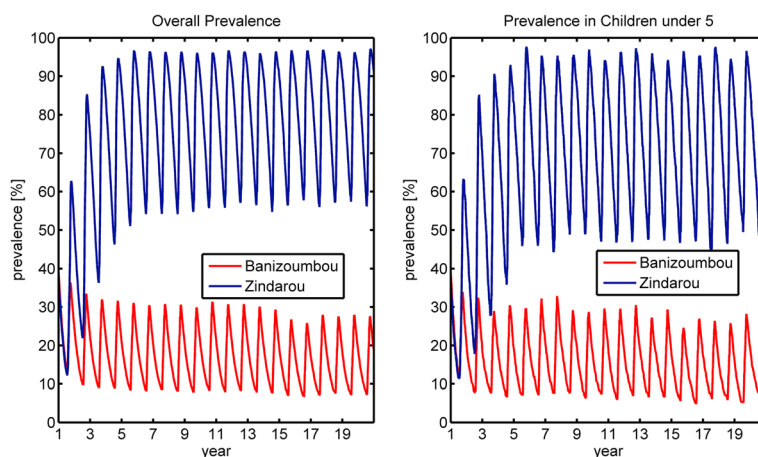 Overall Prevalence
prevalence [%]
100
90
80
70
60
50
40
30
20
10
0
1 3 5 7 9 11 13 15 17 19
year
Banizoumbou
Zindarou
Prevalence in Children under 5
prevalence [%]
100
90
80
70
60
50
40
30
20
10
0
1 3 5 7 9 11 13 15 17 19
year
Banizoumbou
Zindarou